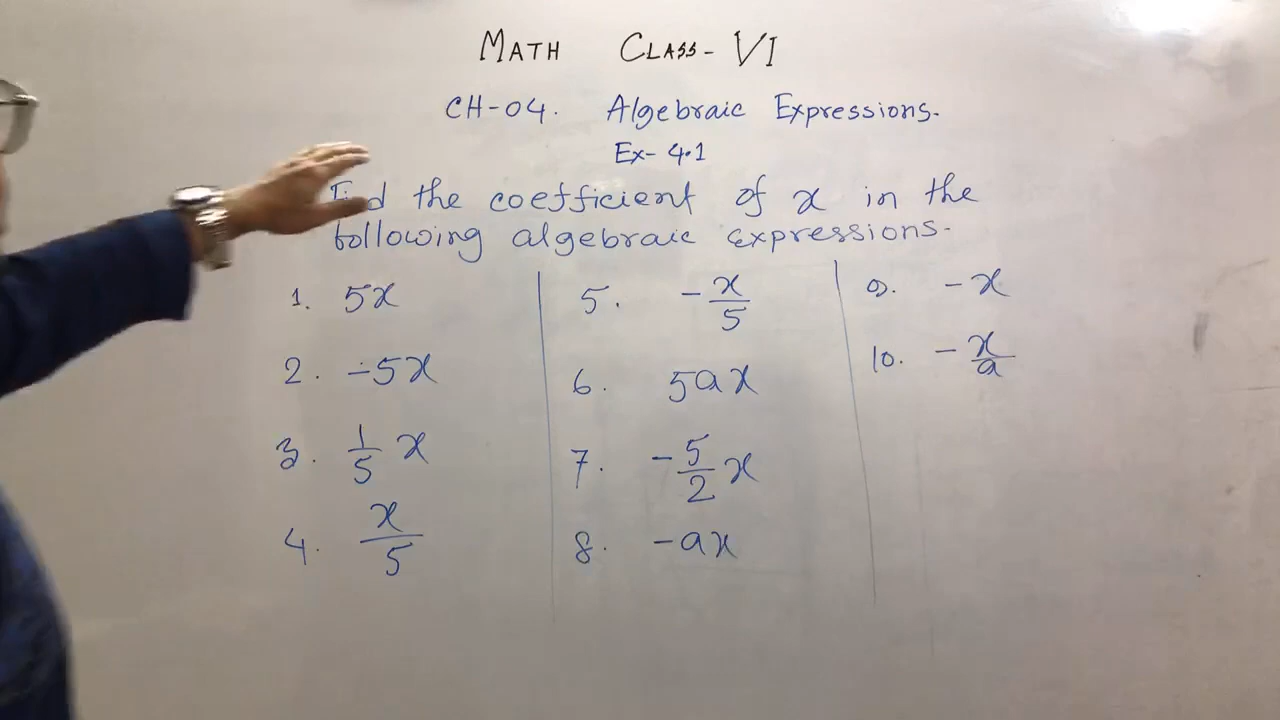 MATH CLASS-VI
CH-04. Algebraic Expressions.
Ex- 4.1
Find the coefficient of x in the
following algebraic expressions.
1. 5x
2. -5x
3. 1/5 x
4. x/5
5. -x/5
6. 5ax
7. -5/2 x
8. -ax
9. -x
10. -x/a